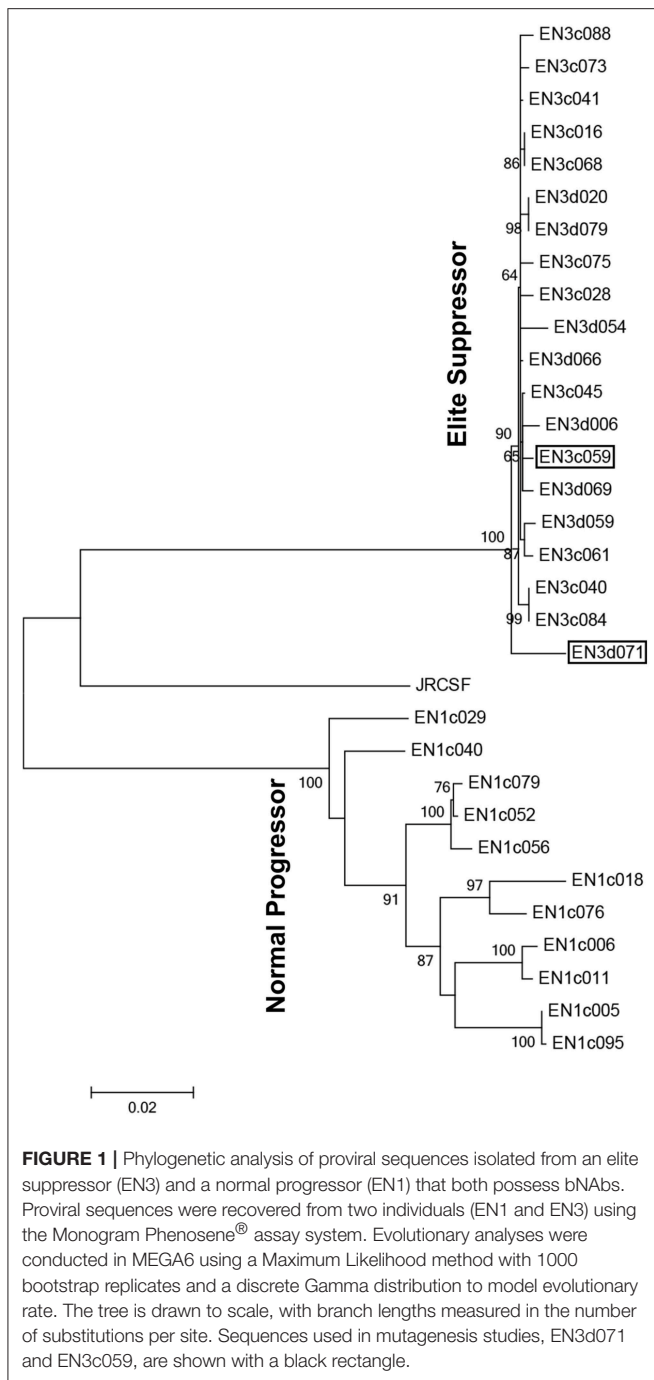 EN3c088
EN3c073
EN3c041
EN3c016
86
EN3c068
EN3d020
98
EN3d079
EN3c075
64
EN3c028
EN3d054
EN3d066
EN3c045
EN3d006
90
65
EN3c059
EN3d069
EN3d059
100
87
EN3c061
EN3c040
99
EN3c084
EN3d071
Elite Suppressor
JRCSF
EN1c029
EN1c040
100
76
EN1c079
100
EN1c052
EN1c056
97
EN1c018
91
EN1c076
100
EN1c006
87
EN1c011
EN1c005
100
EN1c095
Normal Progressor
0.02
FIGURE 1 | Phylogenetic analysis of proviral sequences isolated from an elite
suppressor (EN3) and a normal progressor (EN1) that both possess bNAbs.
Proviral sequences were recovered from two individuals (EN1 and EN3) using
the Monogram Phenosene® assay system. Evolutionary analyses were
conducted in MEGA6 using a Maximum Likelihood method with 1000
bootstrap replicates and a discrete Gamma distribution to model evolutionary
rate. The tree is drawn to scale, with branch lengths measured in the number
of substitutions per site. Sequences used in mutagenesis studies, EN3d071
and EN3c059, are shown with a black rectangle.